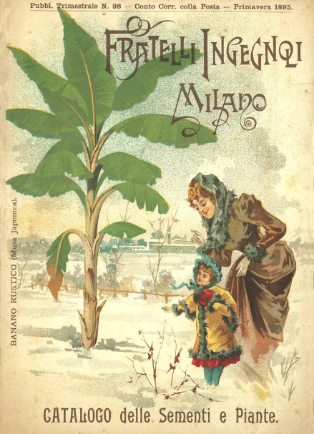 Pubbl. Trimestrale N. 98 — Conto Corr. colla Posta — Primavera 1895.
FRATELLI INGEGNOLI
MILANO
BANANO RUSTICO (Musa Japonica).
CATALOGO delle Sementi e Piante.